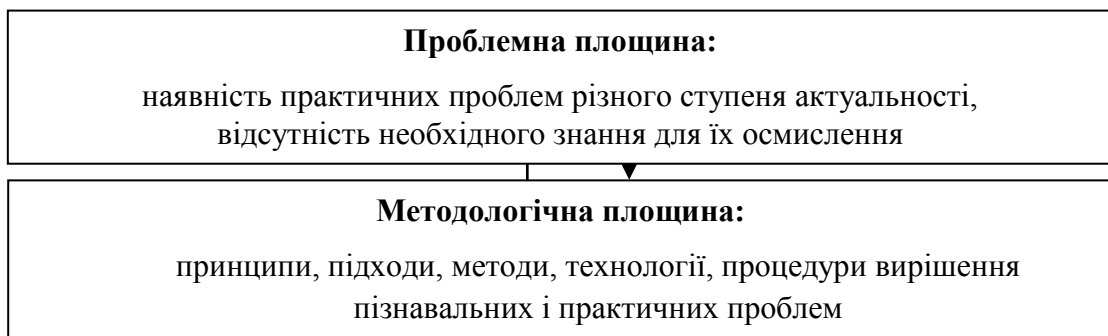 Проблемна площина:
наявність практичних проблем різного ступеня актуальності,
відсутність необхідного знання для їх осмислення
Методологічна площина:
принципи, підходи, методи, технології, процедури вирішення
пізнавальних і практичних проблем